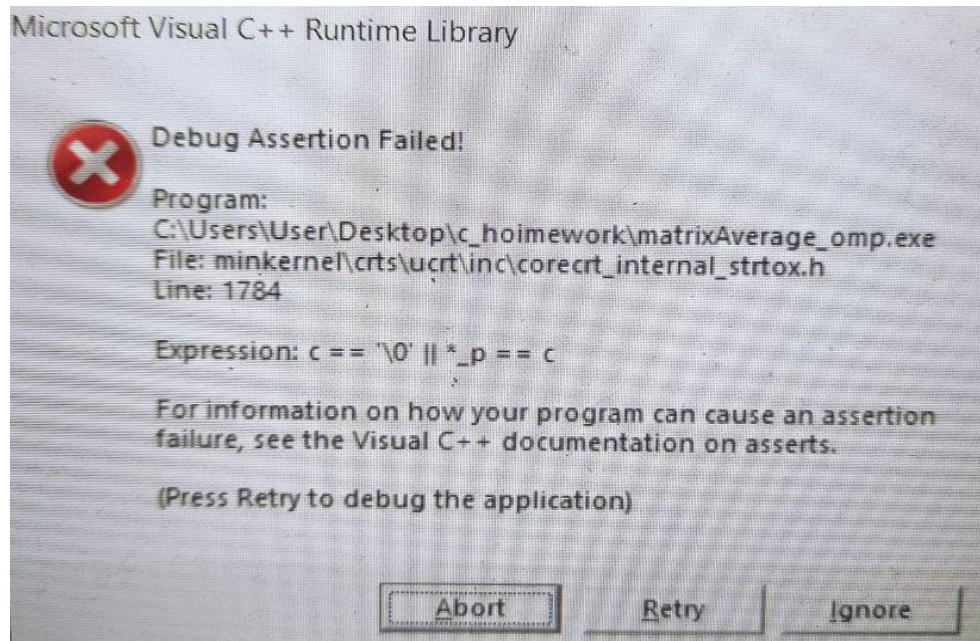 Microsoft Visual C++ Runtime Library
Debug Assertion Failed!
Program:
C:\Users\User\Desktop\c_hoimework\matrixAverage_omp.exe
File: minkernel\crts\ucrt\inc\corecrt_internal_strtox.h
Line: 1784
Expression: c == '\0' || *_p == c
For information on how your program can cause an assertion
failure, see the Visual C++ documentation on asserts.
(Press Retry to debug the application)
Abort Retry Ignore